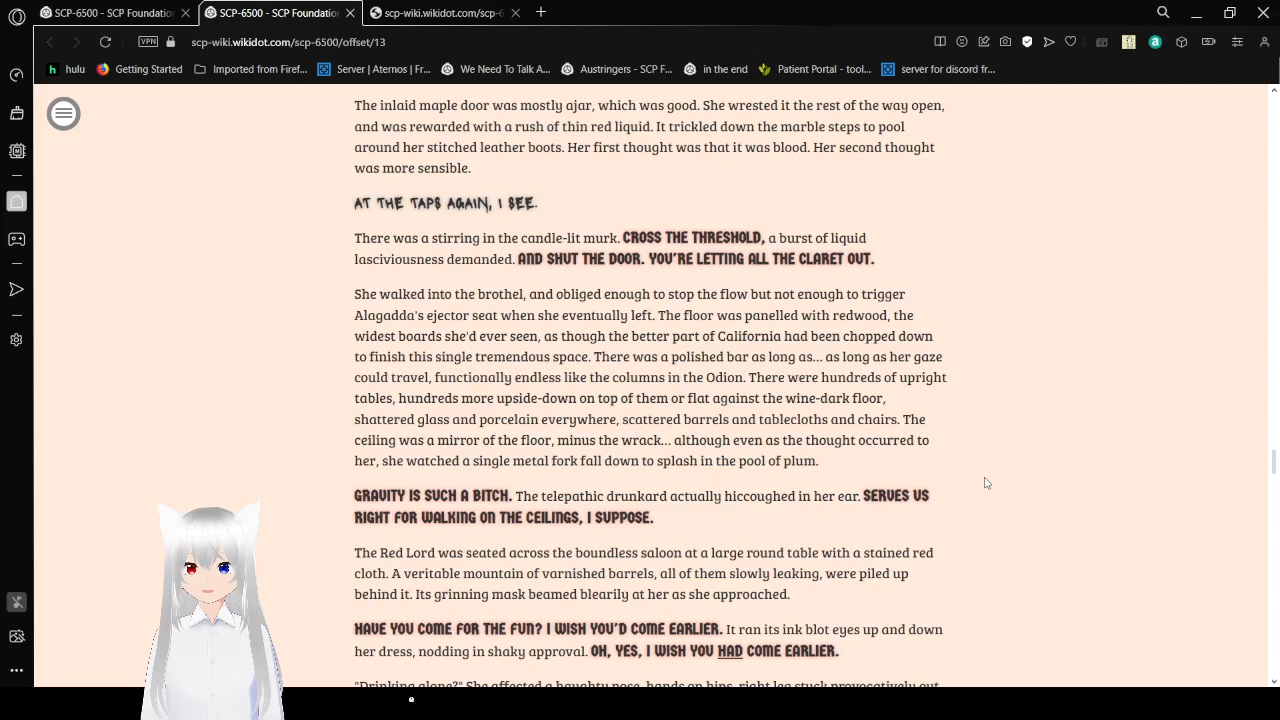 SCP-6500 - SCP Foundation
SCP-6500 - SCP Foundation
scp-wiki.wikidot.com/scp-6
VPN
scp-wiki.wikidot.com/scp-6500/offset/13
hulu
Getting Started
Imported from Firef...
Server | Aternos | Fr...
We Need To Talk A...
Austringers - SCP F...
in the end
Patient Portal - tool...
server for discord fr...
The inlaid maple door was mostly ajar, which was good. She wrested it the rest of the way open,
and was rewarded with a rush of thin red liquid. It trickled down the marble steps to pool
around her stitched leather boots. Her first thought was that it was blood. Her second thought
was more sensible.
AT THE TAPS AGAIN, I SEE.
There was a stirring in the candle-lit murk. CROSS THE THRESHOLD, a burst of liquid
lasciviousness demanded. AND SHUT THE DOOR. YOU'RE LETTING ALL THE CLARET OUT.
She walked into the brothel, and obliged enough to stop the flow but not enough to trigger
Alagadda's ejector seat when she eventually left. The floor was panelled with redwood, the
widest boards she'd ever seen, as though the better part of California had been chopped down
to finish this single tremendous space. There was a polished bar as long as... as long as her gaze
could travel, functionally endless like the columns in the Odion. There were hundreds of upright
tables, hundreds more upside-down on top of them or flat against the wine-dark floor,
shattered glass and porcelain everywhere, scattered barrels and tablecloths and chairs. The
ceiling was a mirror of the floor, minus the wrack... although even as the thought occurred to
her, she watched a single metal fork fall down to splash in the pool of plum.
GRAVITY IS SUCH A BITCH. The telepathic drunkard actually hiccoughed in her ear. SERVES US
RIGHT FOR WALKING ON THE CEILINGS, I SUPPOSE.
The Red Lord was seated across the boundless saloon at a large round table with a stained red
cloth. A veritable mountain of varnished barrels, all of them slowly leaking, were piled up
behind it. Its grinning mask beamed blearily at her as she approached.
HAVE YOU COME FOR THE FUN? I WISH YOU'D COME EARLIER. It ran its ink blot eyes up and down
her dress, nodding in shaky approval. OH, YES, I WISH YOU HAD COME EARLIER.
"Drinking alone?" She affected a haughty pose, hands on hips, right leg stuck provocatively out